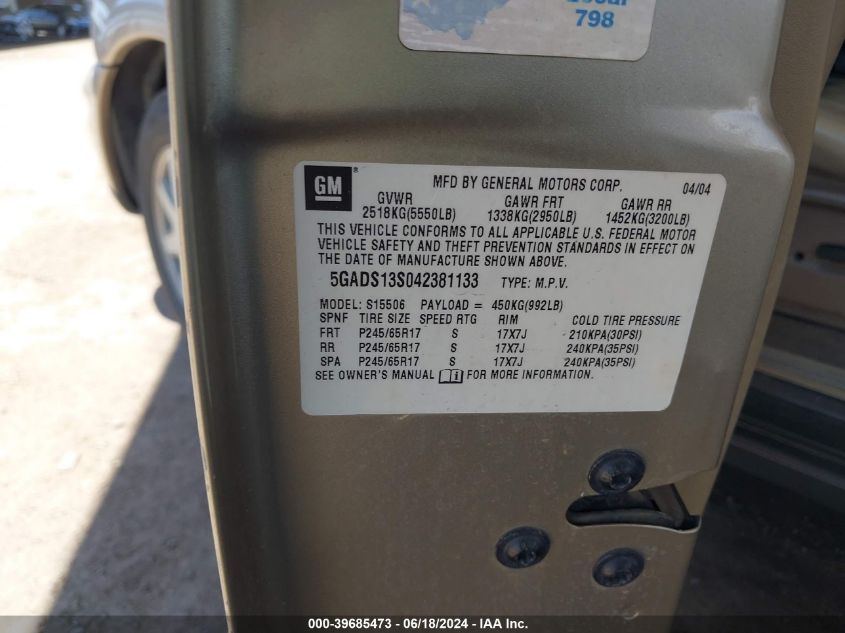 798
GM
MFD BY GENERAL MOTORS CORP. 04/04
GVWR GAWR FRT GAWR RR
2518KG(5550LB) 1338KG(2950LB) 1452KG(3200LB)
THIS VEHICLE CONFORMS TO ALL APPLICABLE U.S. FEDERAL MOTOR
VEHICLE SAFETY AND THEFT PREVENTION STANDARDS IN EFFECT ON
THE DATE OF MANUFACTURE SHOWN ABOVE.
5GADS13S042381133 TYPE: M.P.V.
MODEL: S15506 PAYLOAD = 450KG(992LB)
SPNF TIRE SIZE SPEED RTG RIM COLD TIRE PRESSURE
FRT P245/65R17 S 17X7J 210KPA(30PSI)
RR P245/65R17 S 17X7J 240KPA(35PSI)
SPA P245/65R17 S 17X7J 240KPA(35PSI)
SEE OWNER'S MANUAL FOR MORE INFORMATION.
000-39685473 - 06/18/2024 - IAA Inc.